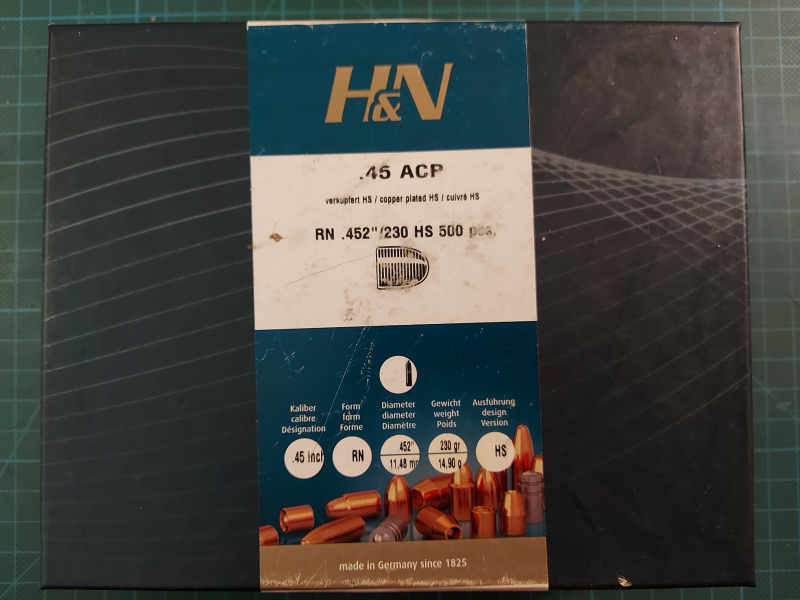 H&N
.45 ACP
verkupfert HS / copper plated HS / cuivré HS
RN .452"/230 HS 500 pcs.
Kaliber
calibre
Désignation
Form
form
Forme
Diameter
diameter
Diamètre
Gewicht
weight
Poids
Ausführung
design
Version
.45 inch
RN
.452"
11,48 mm
230 gr
14,90 g
HS
made in Germany since 1825